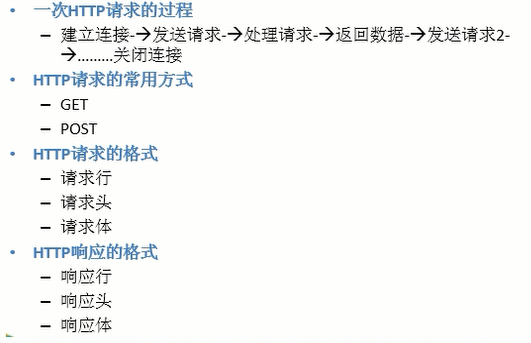 • 一次HTTP请求的过程
– 建立连接-→发送请求-→处理请求-→返回数据-→发送请求2-
→.........关闭连接
• HTTP请求的常用方式
– GET
– POST
• HTTP请求的格式
– 请求行
– 请求头
– 请求体
• HTTP响应的格式
– 响应行
– 响应头
– 响应体